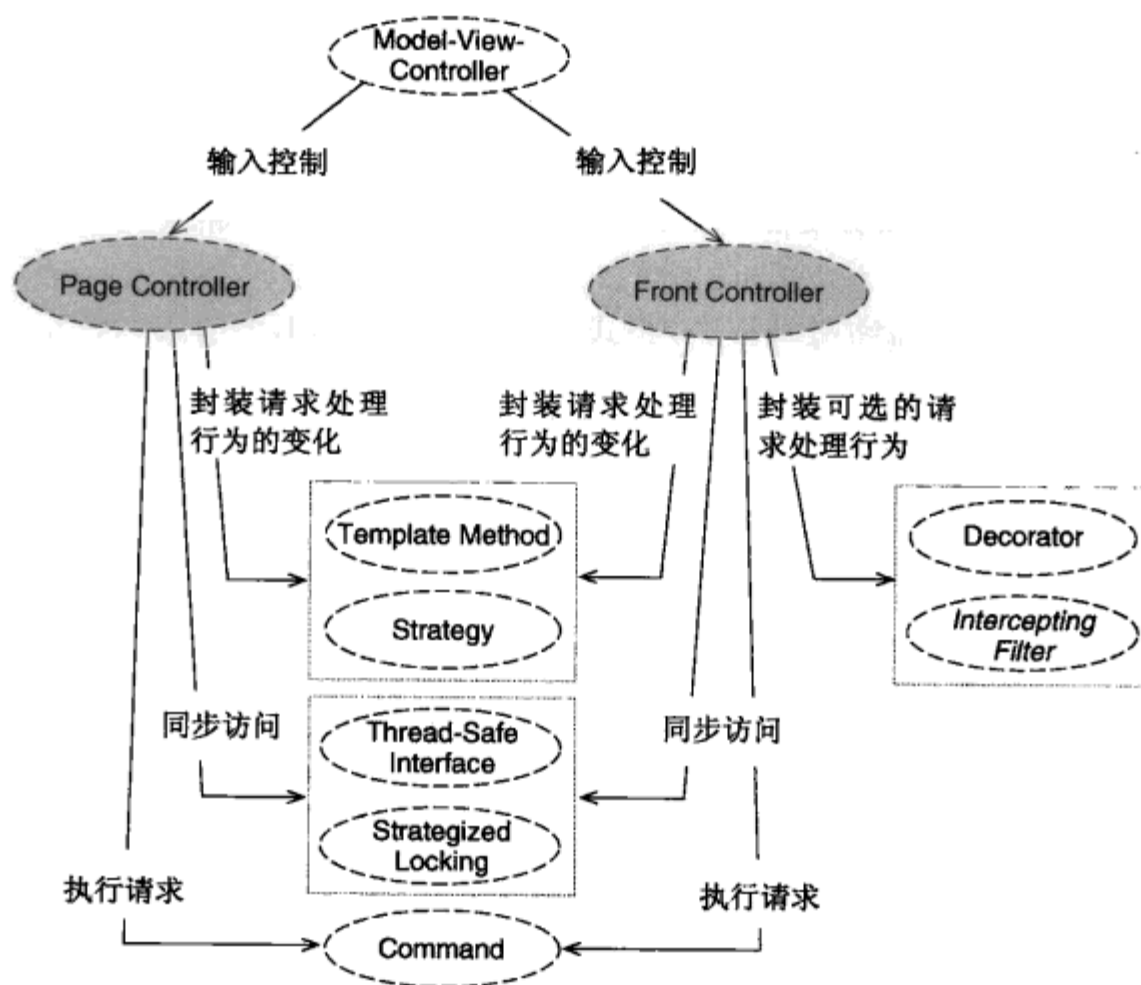 Model-View-
Controller
输入控制
输入控制
Page Controller
Front Controller
封装请求处理
行为的变化
封装请求处理
行为的变化
封装可选的请
求处理行为
Template Method
Strategy
Decorator
Intercepting
Filter
同步访问
同步访问
Thread-Safe
Interface
Strategized
Locking
执行请求
执行请求
Command